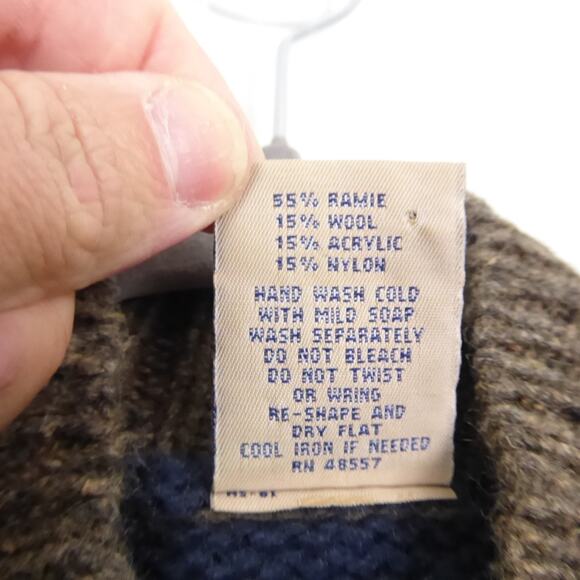 55% RAMIE
15% WOOL
15% ACRYLIC
15% NYLON
HAND WASH COLD
WITH MILD SOAP
WASH SEPARATELY
DO NOT BLEACH
DO NOT TWIST
OR WRING
RE-SHAPE AND
DRY FLAT
COOL IRON IF NEEDED
RN 48557